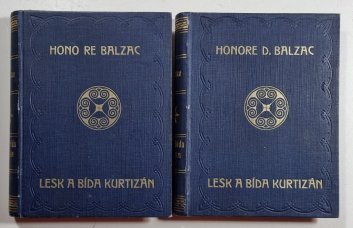 HONO RE BALZAC
LESK A BÍDA KURTIZÁN
HONORE D. BALZAC
LESK A BÍDA KURTIZÁN